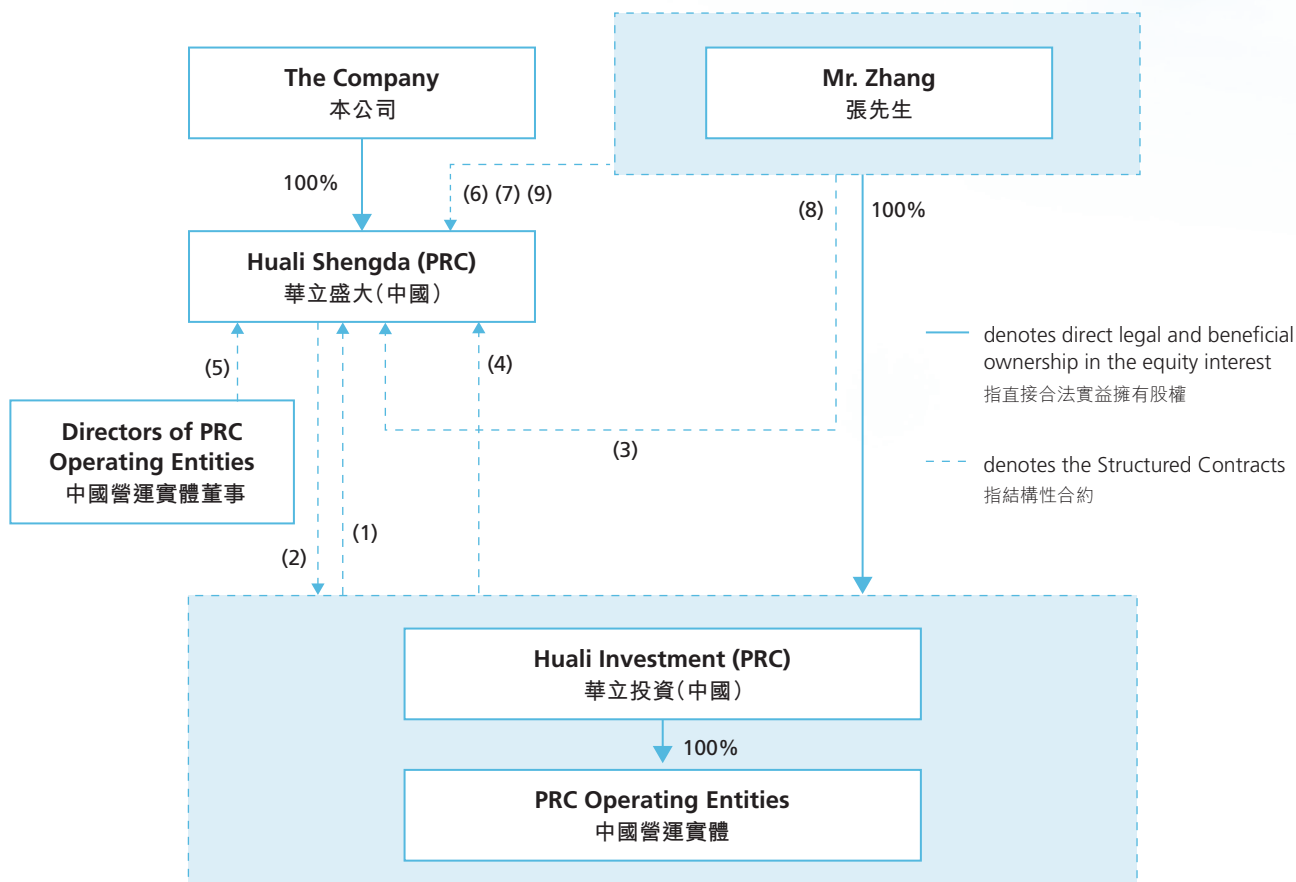 The Company
本公司
Mr. Zhang
張先生
100%
(6) (7) (9)
(8)
100%
Huali Shengda (PRC)
華立盛大(中國)
(5)
(4)
denotes direct legal and beneficial
ownership in the equity interest
指直接合法實益擁有股權
Directors of PRC
Operating Entities
中國營運實體董事
(3)
denotes the Structured Contracts
指結構性合約
(2)
(1)
Huali Investment (PRC)
華立投資(中國)
100%
PRC Operating Entities
中國營運實體